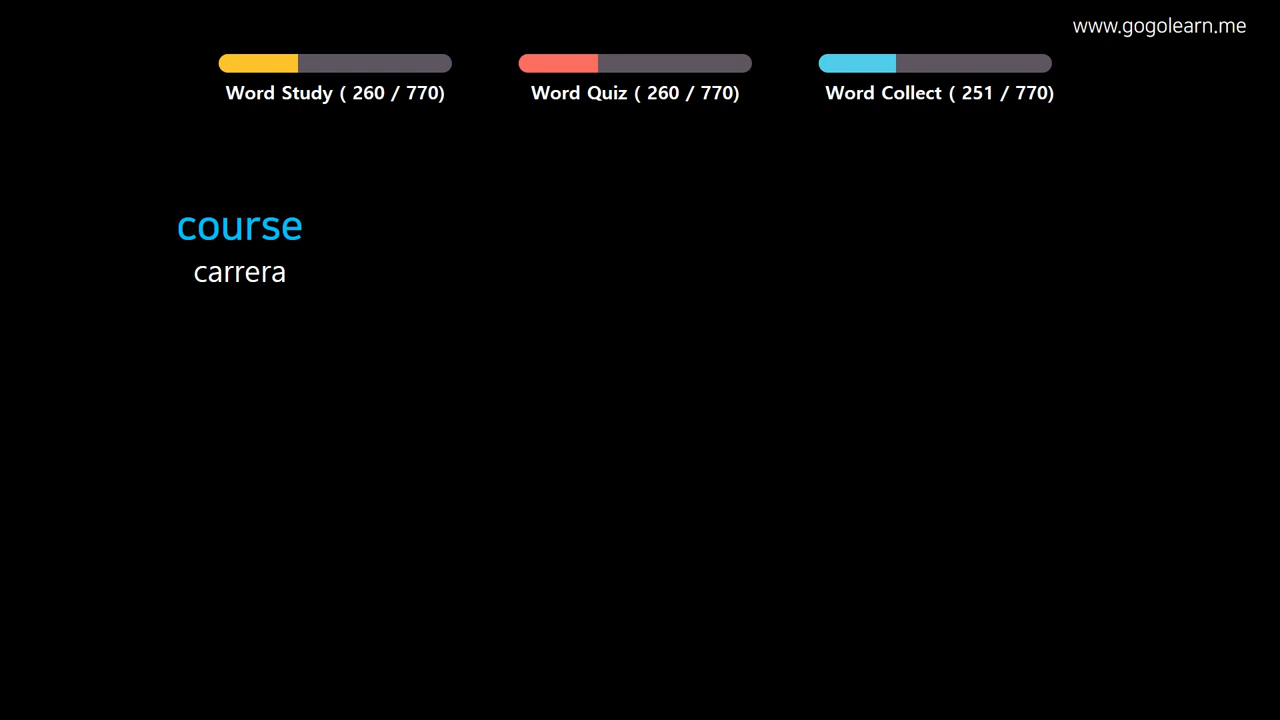 www.gogolearn.me
Word Study ( 260 / 770)
Word Quiz ( 260 / 770)
Word Collect ( 251 / 770)
course
carrera